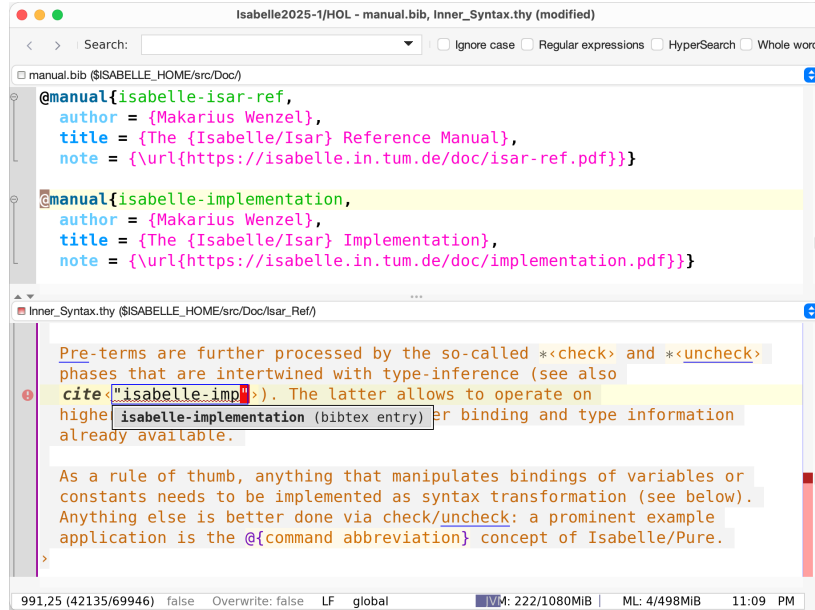 Isabelle2025-1/HOL - manual.bib, Inner_Syntax.thy (modified)
Search: Ignore case Regular expressions HyperSearch Whole word
manual.bib ($ISABELLE_HOME/src/Doc/)
@manual{isabelle-isar-ref,
author = {Makarius Wenzel},
title = {The {Isabelle/Isar} Reference Manual},
note = {\url{https://isabelle.in.tum.de/doc/isar-ref.pdf}}}
@manual{isabelle-implementation,
author = {Makarius Wenzel},
title = {The {Isabelle/Isar} Implementation},
note = {\url{https://isabelle.in.tum.de/doc/implementation.pdf}}}
Inner_Syntax.thy ($ISABELLE_HOME/src/Doc/Isar_Ref/)
Pre-terms are further processed by the so-called *‹check› and *‹uncheck›
phases that are intertwined with type-inference (see also
cite‹"isabelle-imp"›). The latter allows to operate on
highe er binding and type information
isabelle-implementation (bibtex entry)
already available.
As a rule of thumb, anything that manipulates bindings of variables or
constants needs to be implemented as syntax transformation (see below).
Anything else is better done via check/uncheck: a prominent example
application is the @{command abbreviation} concept of Isabelle/Pure.
›
991,25 (42135/69946) false Overwrite: false LF global JVM: 222/1080MiB ML: 4/498MiB 11:09 PM